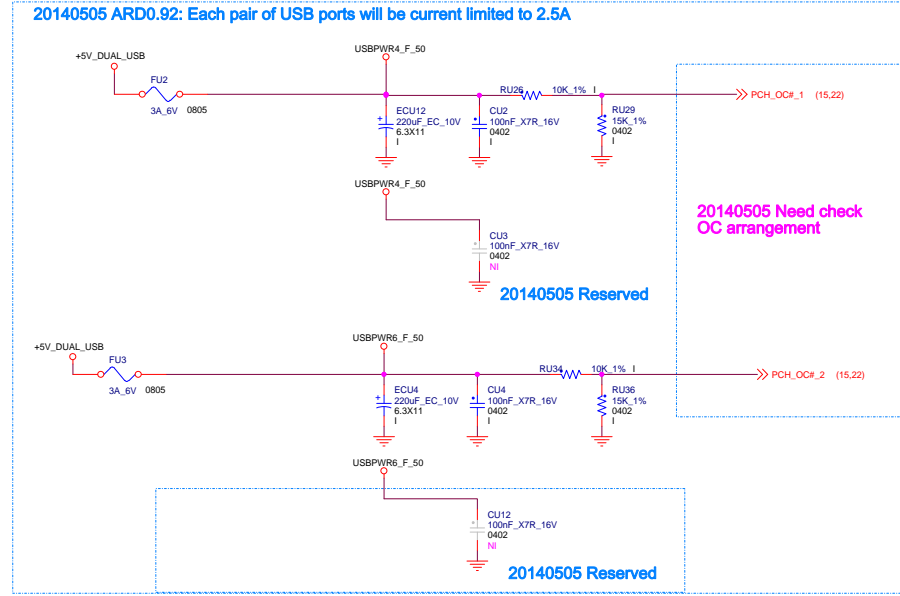 20140505 ARD0.92: Each pair of USB ports will be current limited to 2.5A
+5V_DUAL_USB
USBPWR4_F_50
FU2
3A_6V 0805
ECU12
220uF_EC_10V
6.3X11
I
CU2
100nF_X7R_16V
0402
I
RU26 10K_1% I
RU29
15K_1%
0402
I
PCH_OC#_1 (15,22)
USBPWR4_F_50
CU3
100nF_X7R_16V
0402
NI
20140505 Reserved
20140505 Need check
OC arrangement
+5V_DUAL_USB
USBPWR6_F_50
FU3
3A_6V 0805
ECU4
220uF_EC_10V
6.3X11
I
CU4
100nF_X7R_16V
0402
I
RU34 10K_1% I
RU36
15K_1%
0402
I
PCH_OC#_2 (15,22)
USBPWR6_F_50
CU12
100nF_X7R_16V
0402
NI
20140505 Reserved